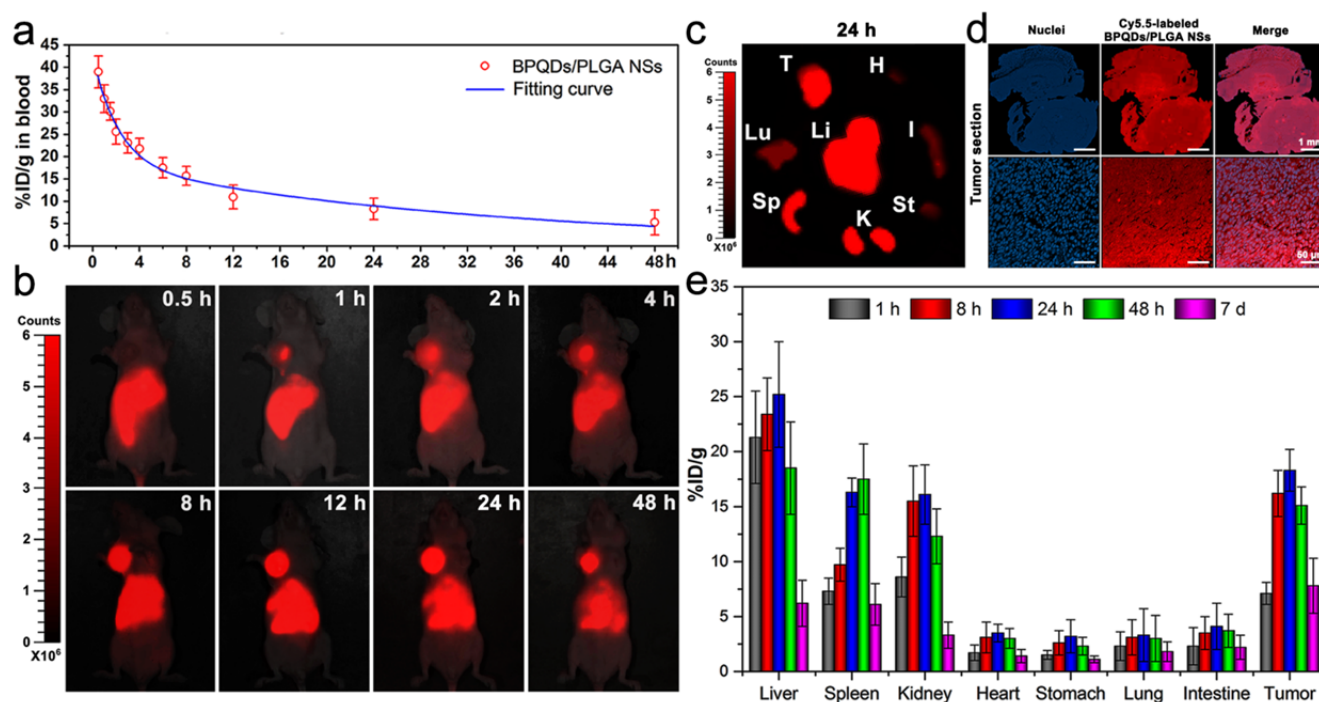 a
%ID/g in blood
45
40
35
30
25
20
15
10
5
0
BPQDs/PLGA NSs
Fitting curve
0 4 8 12 16 20 24 28 32 36 40 44 48h
b
Counts
6
5
4
3
2
1
0
X10⁶
0.5 h
1 h
2 h
4 h
8 h
12 h
24 h
48 h
c
24 h
Counts
6
5
4
3
2
1
0
X10⁶
T
H
Lu
Li
I
Sp
K
St
d
Nuclei
Cy5.5-labeled
BPQDs/PLGA NSs
Merge
Tumor section
1 mm
50 μm
e
%ID/g
35
30
25
20
15
10
5
0
1 h
8 h
24 h
48 h
7 d
Liver Spleen Kidney Heart Stomach Lung Intestine Tumor